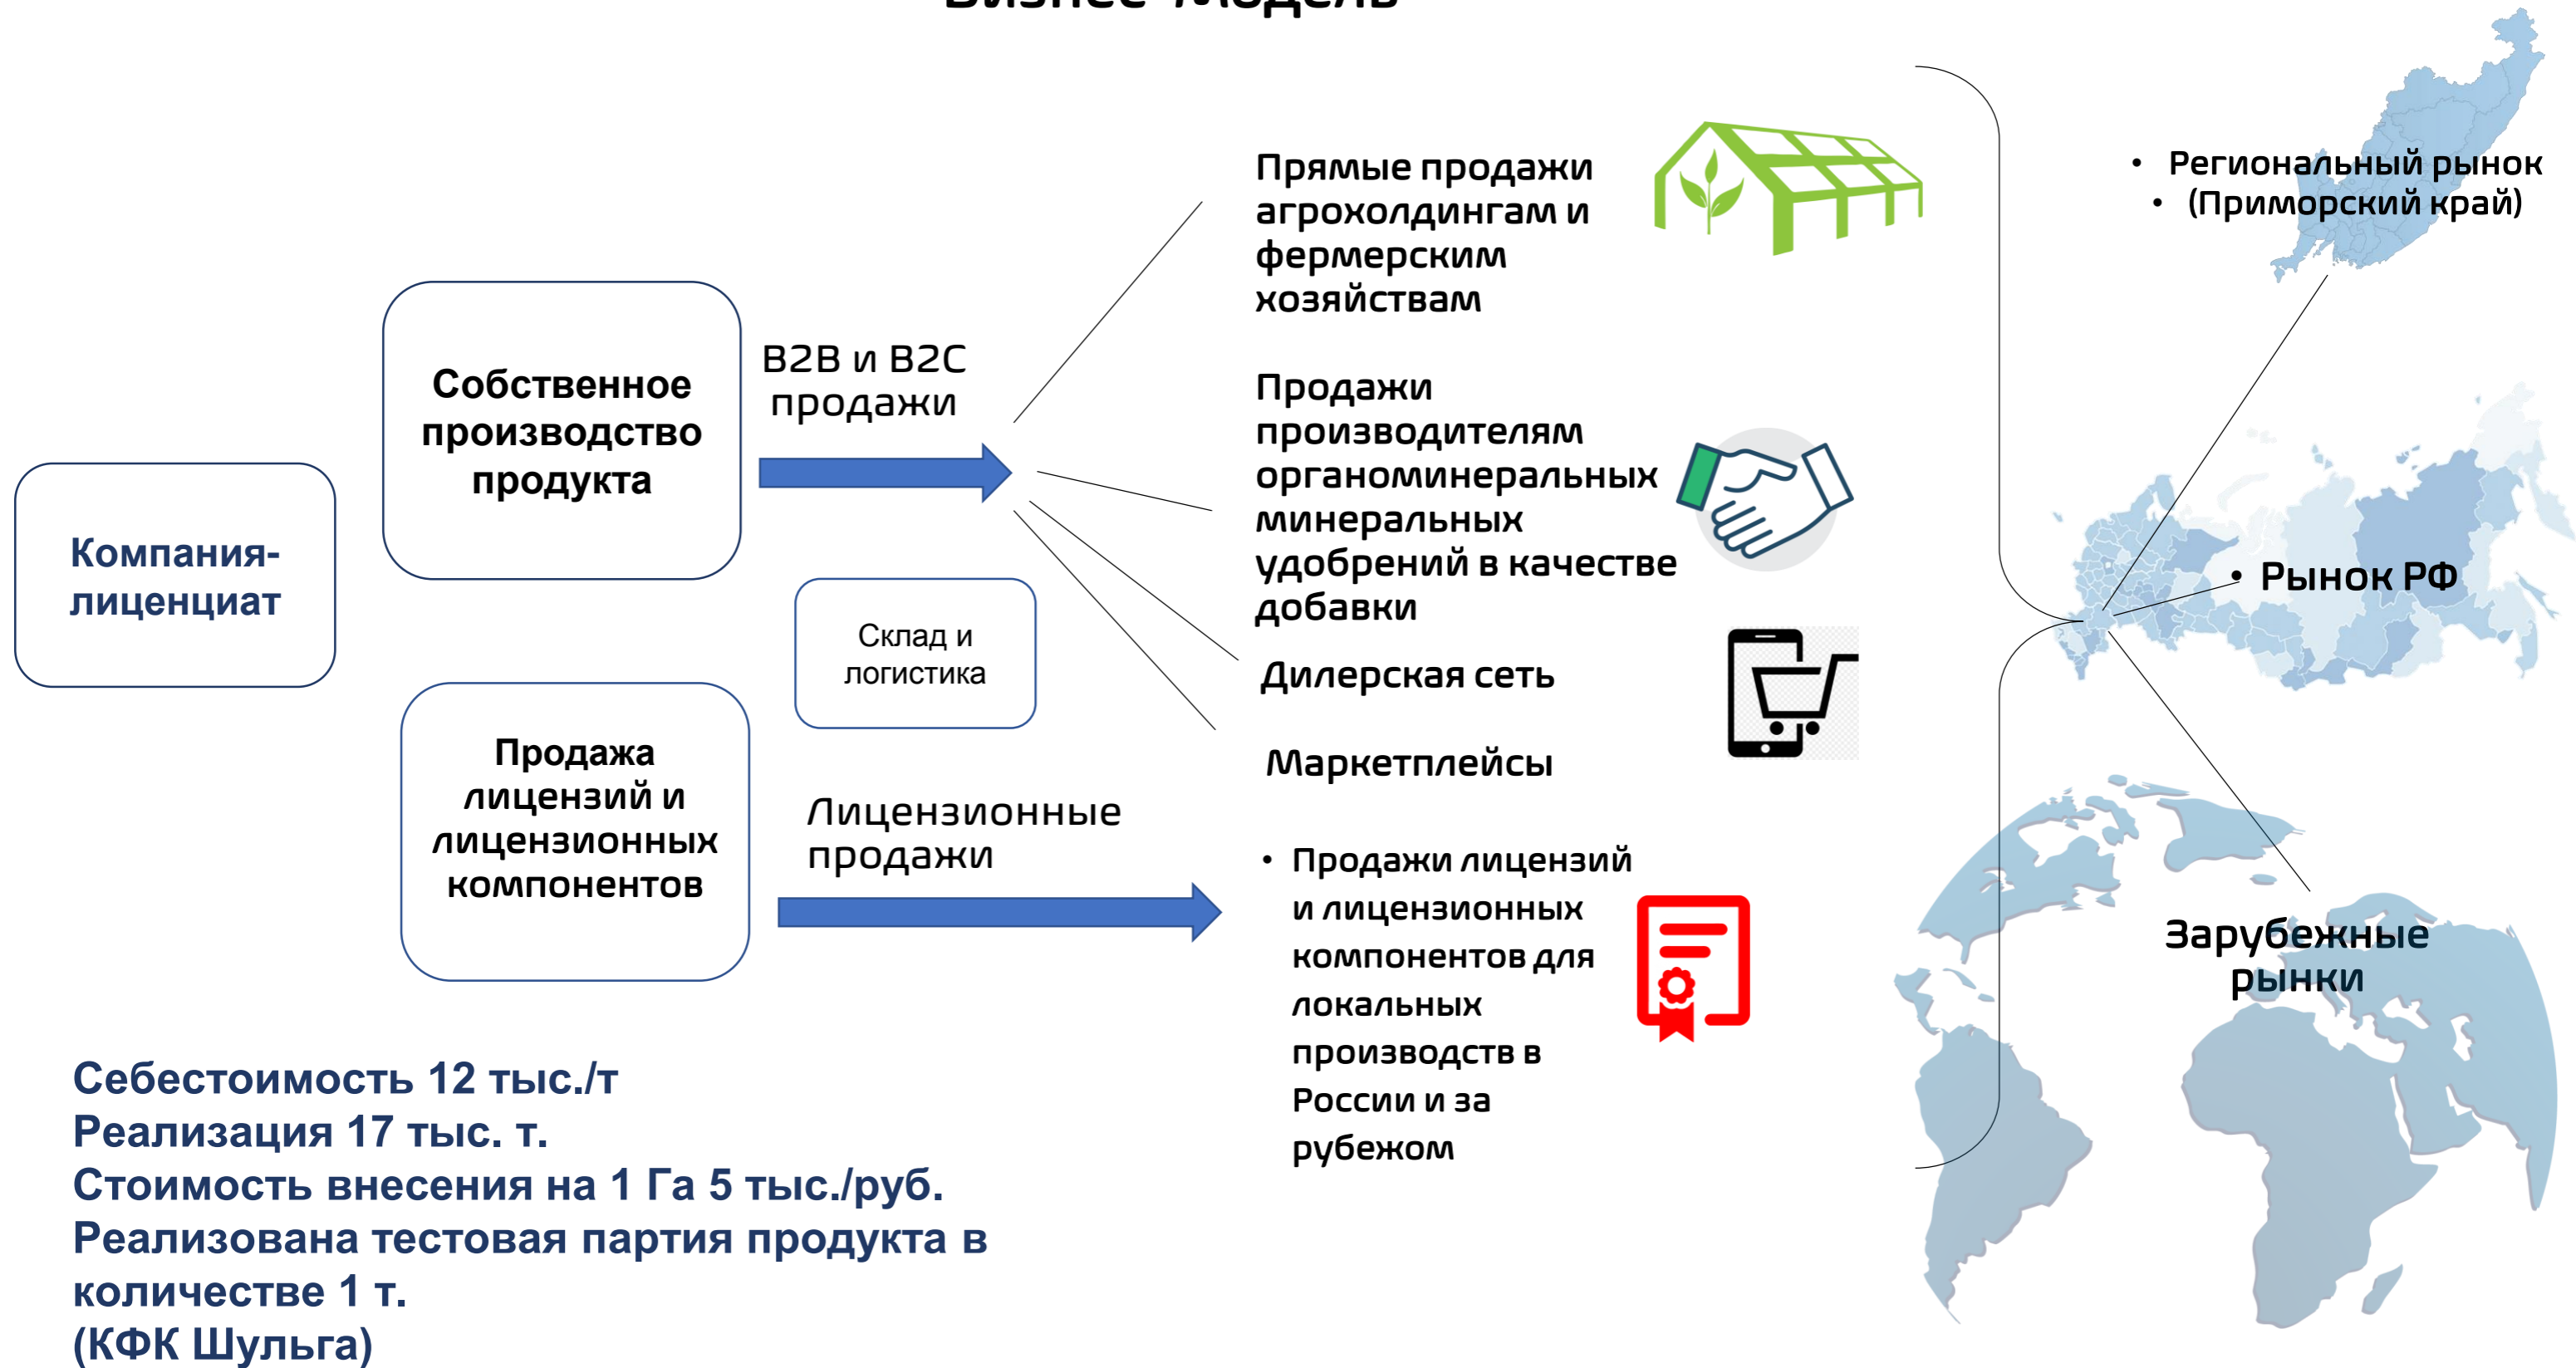 Бизнес-модель
Компания-
лиценциат
Собственное
производство
продукта
B2B и B2C
продажи
Склад и
логистика
Продажа
лицензий и
лицензионных
компонентов
Лицензионные
продажи
Прямые продажи
агрохолдингам и
фермерским
хозяйствам
Продажи
производителям
органоминеральных
минеральных
удобрений в качестве
добавки
Дилерская сеть
Маркетплейсы
• Продажи лицензий
и лицензионных
компонентов для
локальных
производств в
России и за
рубежом
• Региональный рынок
• (Приморский край)
• Рынок РФ
Зарубежные
рынки
Себестоимость 12 тыс./т
Реализация 17 тыс. т.
Стоимость внесения на 1 Га 5 тыс./руб.
Реализована тестовая партия продукта в
количестве 1 т.
(КФК Шульга)